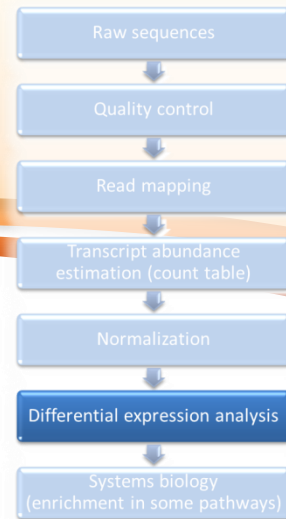 Raw sequences
Quality control
Read mapping
Transcript abundance
estimation (count table)
Normalization
Differential expression analysis
Systems biology
(enrichment in some pathways)